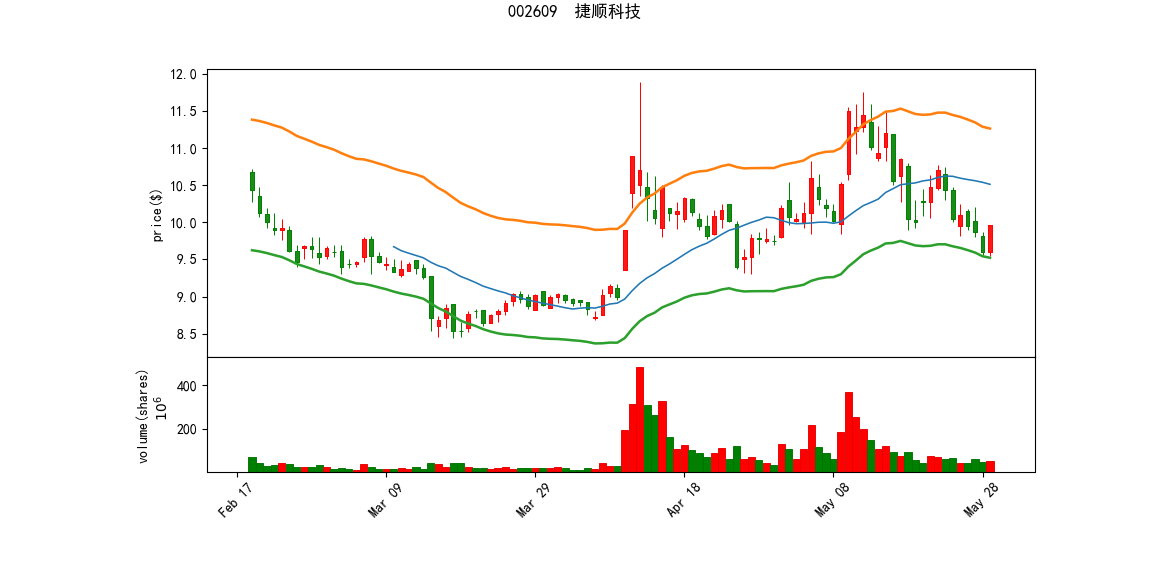 002609 捷顺科技
12.0
11.5
11.0
10.5
10.0
9.5
9.0
8.5
price($)
400
200
volume(shares)
10^6
Feb 17
Mar 09
Mar 29
Apr 18
May 08
May 28